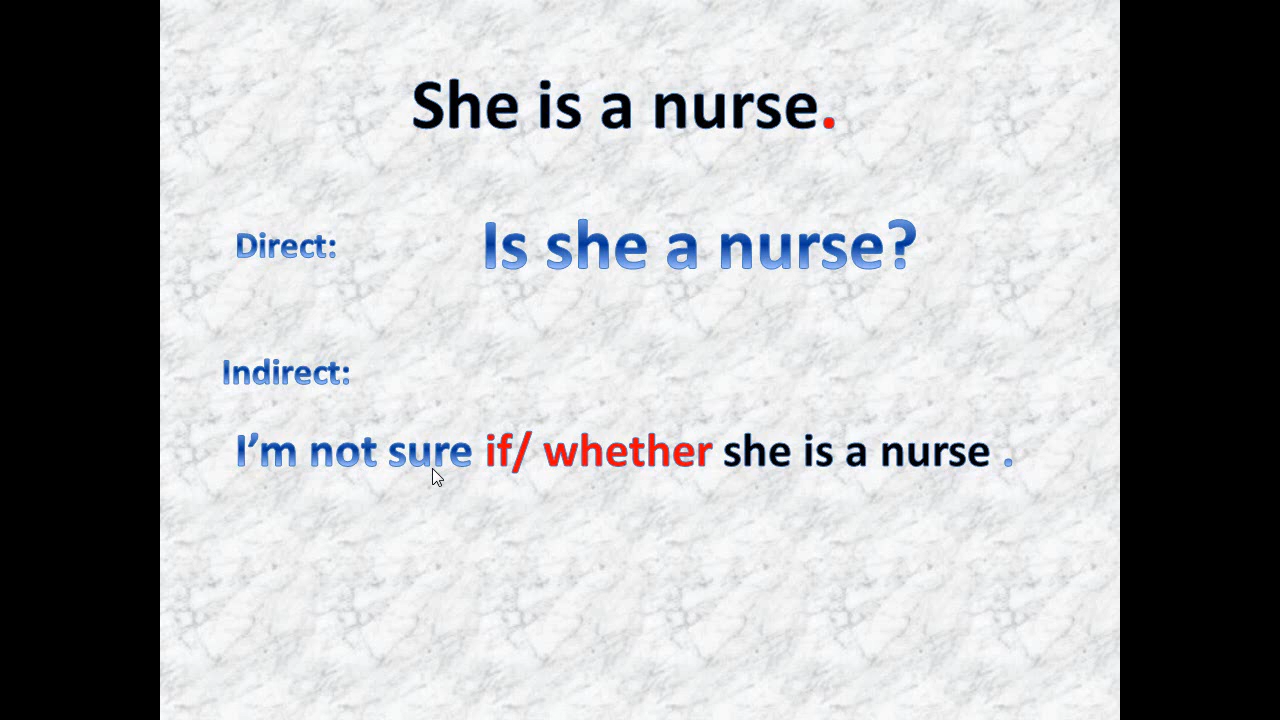 She is a nurse.
Direct: Is she a nurse?
Indirect:
I’m not sure if/ whether she is a nurse .